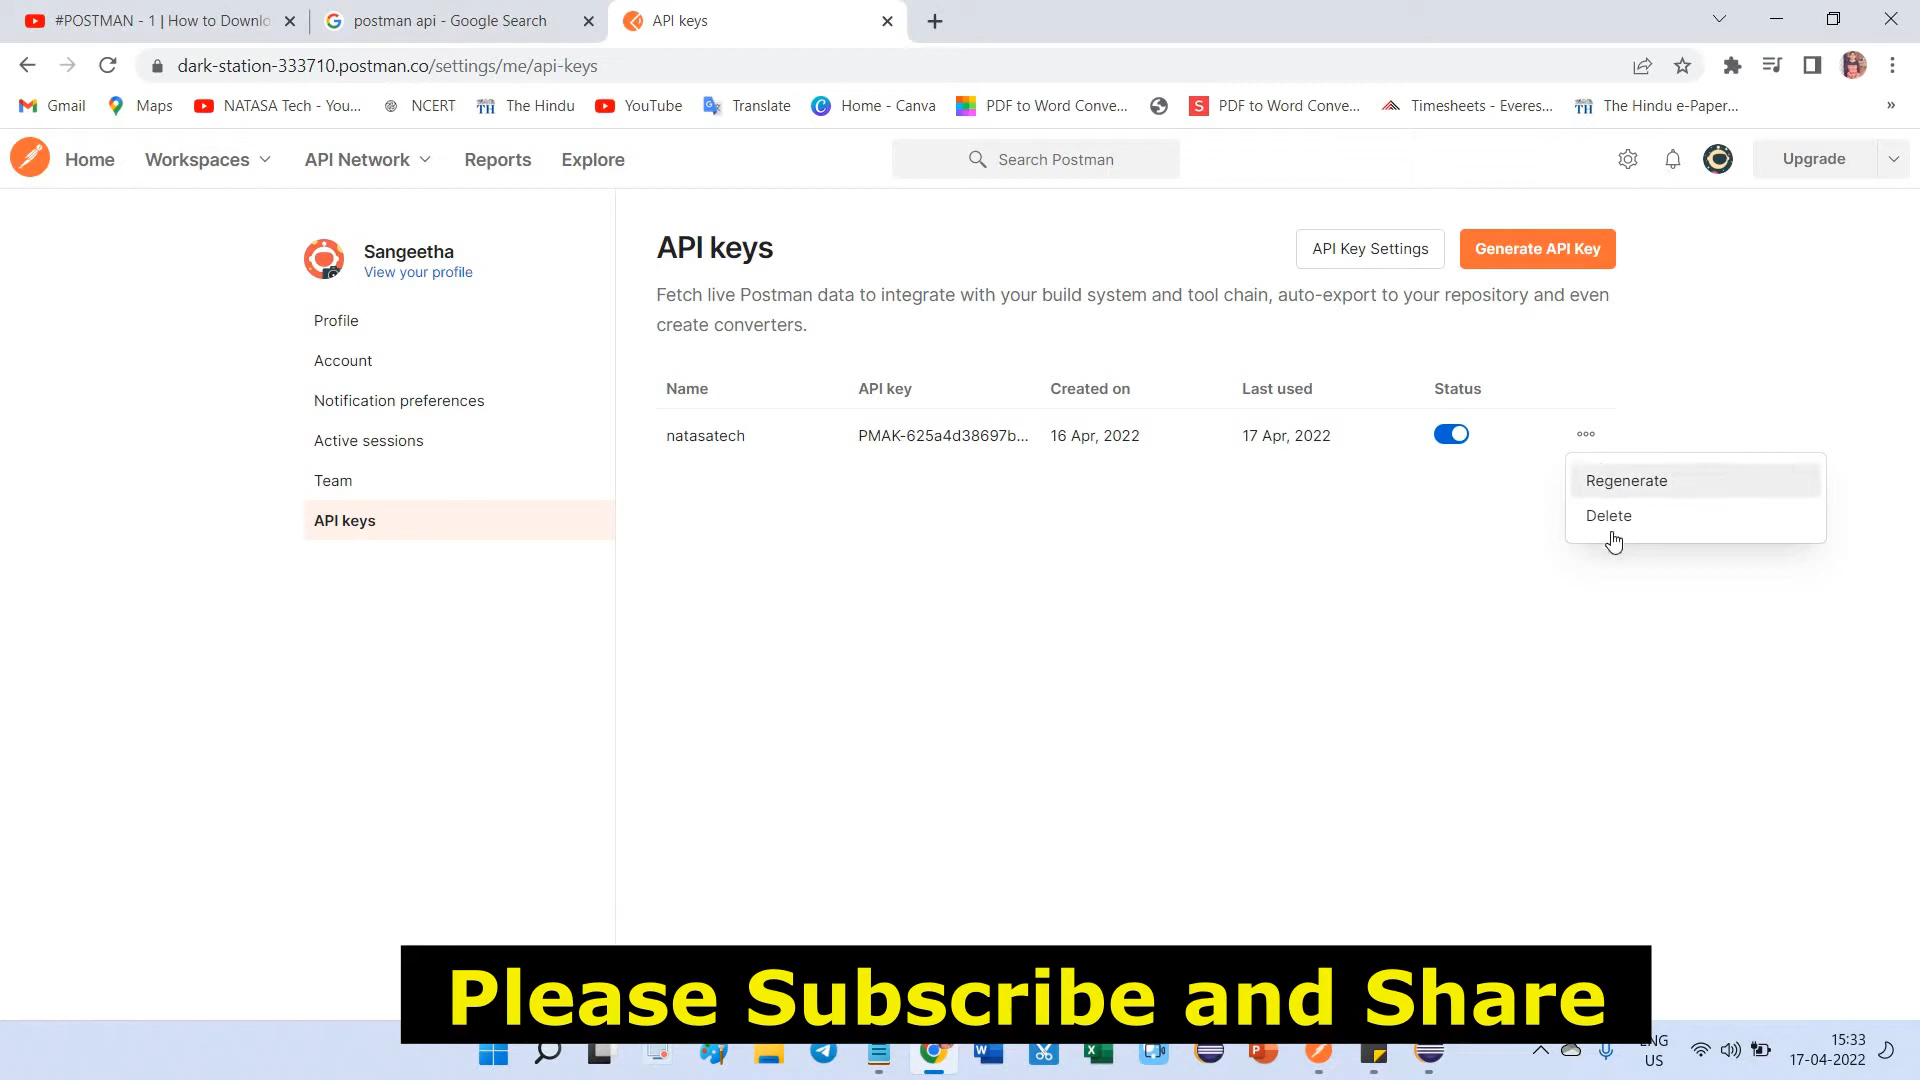 #POSTMAN - 1 | How to Downlo
postman api - Google Search
API keys
dark-station-333710.postman.co/settings/me/api-keys
Gmail
Maps
NATASA Tech - You...
NCERT
TH
The Hindu
YouTube
Translate
Home - Canva
PDF to Word Conve...
S
PDF to Word Conve...
Timesheets - Everes...
TH
The Hindu e-Paper...
»
Home
Workspaces
API Network
Reports
Explore
Search Postman
Upgrade
Sangeetha
View your profile
Profile
Account
Notification preferences
Active sessions
Team
API keys
API keys
API Key Settings
Generate API Key
Fetch live Postman data to integrate with your build system and tool chain, auto-export to your repository and even
create converters.
Name API key Created on Last used Status
natasatech PMAK-625a4d38697b... 16 Apr, 2022 17 Apr, 2022
Regenerate
Delete
Please Subscribe and Share
ENG
US
15:33
17-04-2022